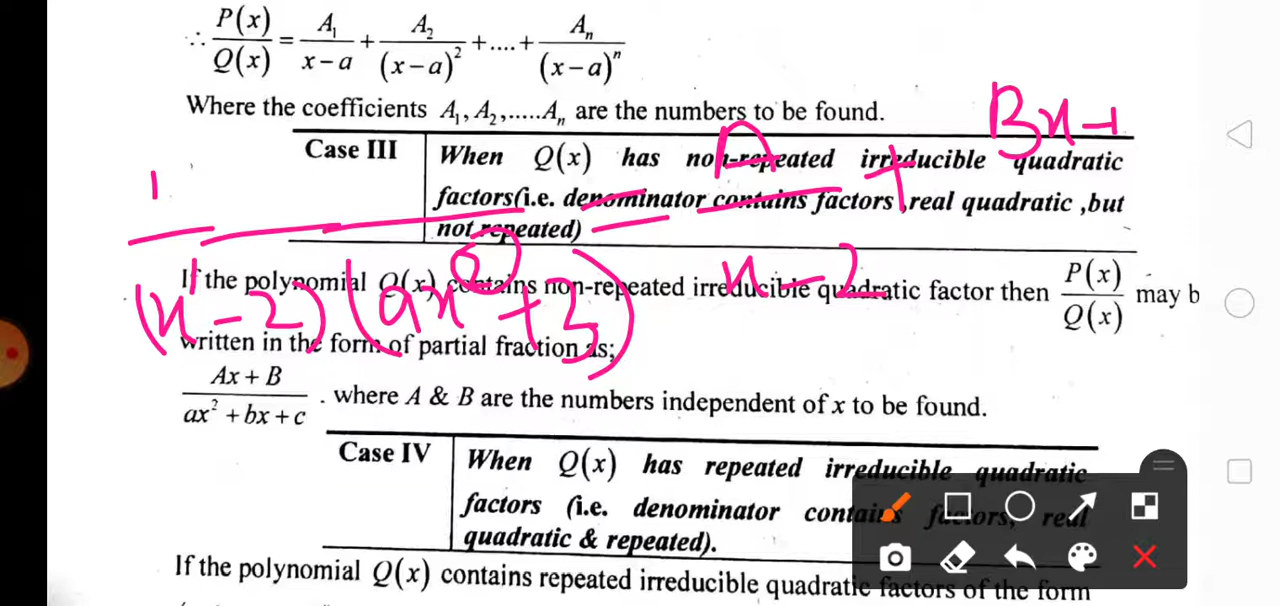 ∴ P(x)/Q(x) = A₁/(x−a) + A₂/(x−a)² + .... + Aₙ/(x−a)ⁿ
Where the coefficients A₁, A₂,.....Aₙ are the numbers to be found.
Bx +
Case III When Q(x) has non-repeated irreducible quadratic
A +
factors(i.e. denominator contains factors ,real quadratic ,but
1
not repeated)
x−2
If the polynomial Q(x) contains non-repeated irreducible quadratic factor then P(x)/Q(x) may b
(x−2)(ax²+3)
written in the form of partial fraction as;
Ax + B/ax² + bx + c . where A & B are the numbers independent of x to be found.
Case IV When Q(x) has repeated irreducible quadratic
factors (i.e. denominator contains factors, real
quadratic & repeated).
If the polynomial Q(x) contains repeated irreducible quadratic factors of the form